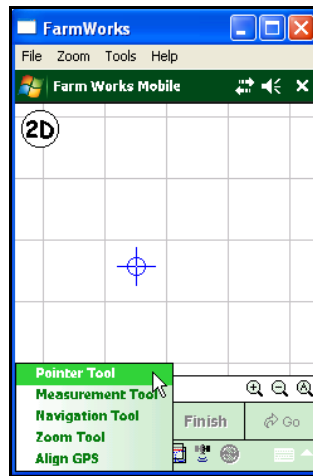 FarmWorks
File Zoom Tools Help
Farm Works Mobile
2D
Pointer Tool
Measurement Tool
Navigation Tool
Zoom Tool
Align GPS
Finish
Go
A